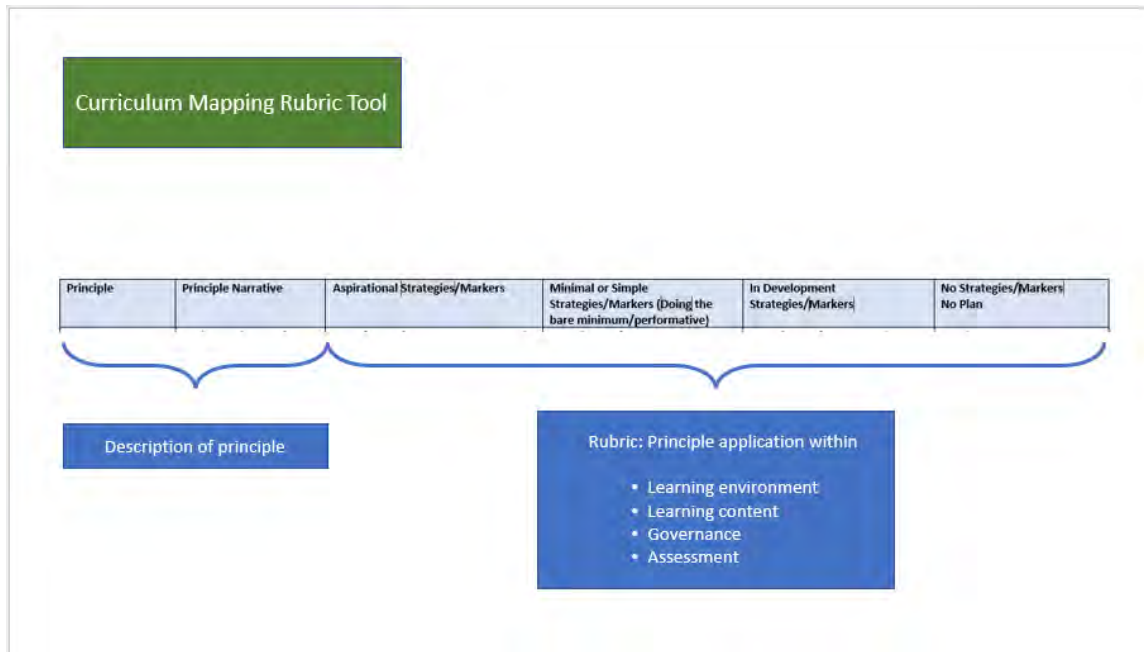 Curriculum Mapping Rubric Tool
Principle
Principle Narrative
Aspirational Strategies/Markers
Minimal or Simple
Strategies/Markers (Doing the
bare minimum/performative)
In Development
Strategies/Markers
No Strategies/Markers
No Plan
Description of principle
Rubric: Principle application within
• Learning environment
• Learning content
• Governance
• Assessment